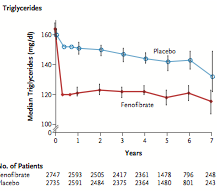 Triglycerides
Median Triglycerides (mg/dl)
160
140
120
100
Placebo
Fenofibrate
0 1 2 3 4 5 6 7
Years
No. of Patients
Fenofibrate 2747 2593 2505 2417 2361 1478 796 248
Placebo 2735 2591 2484 2375 2364 1480 801 243